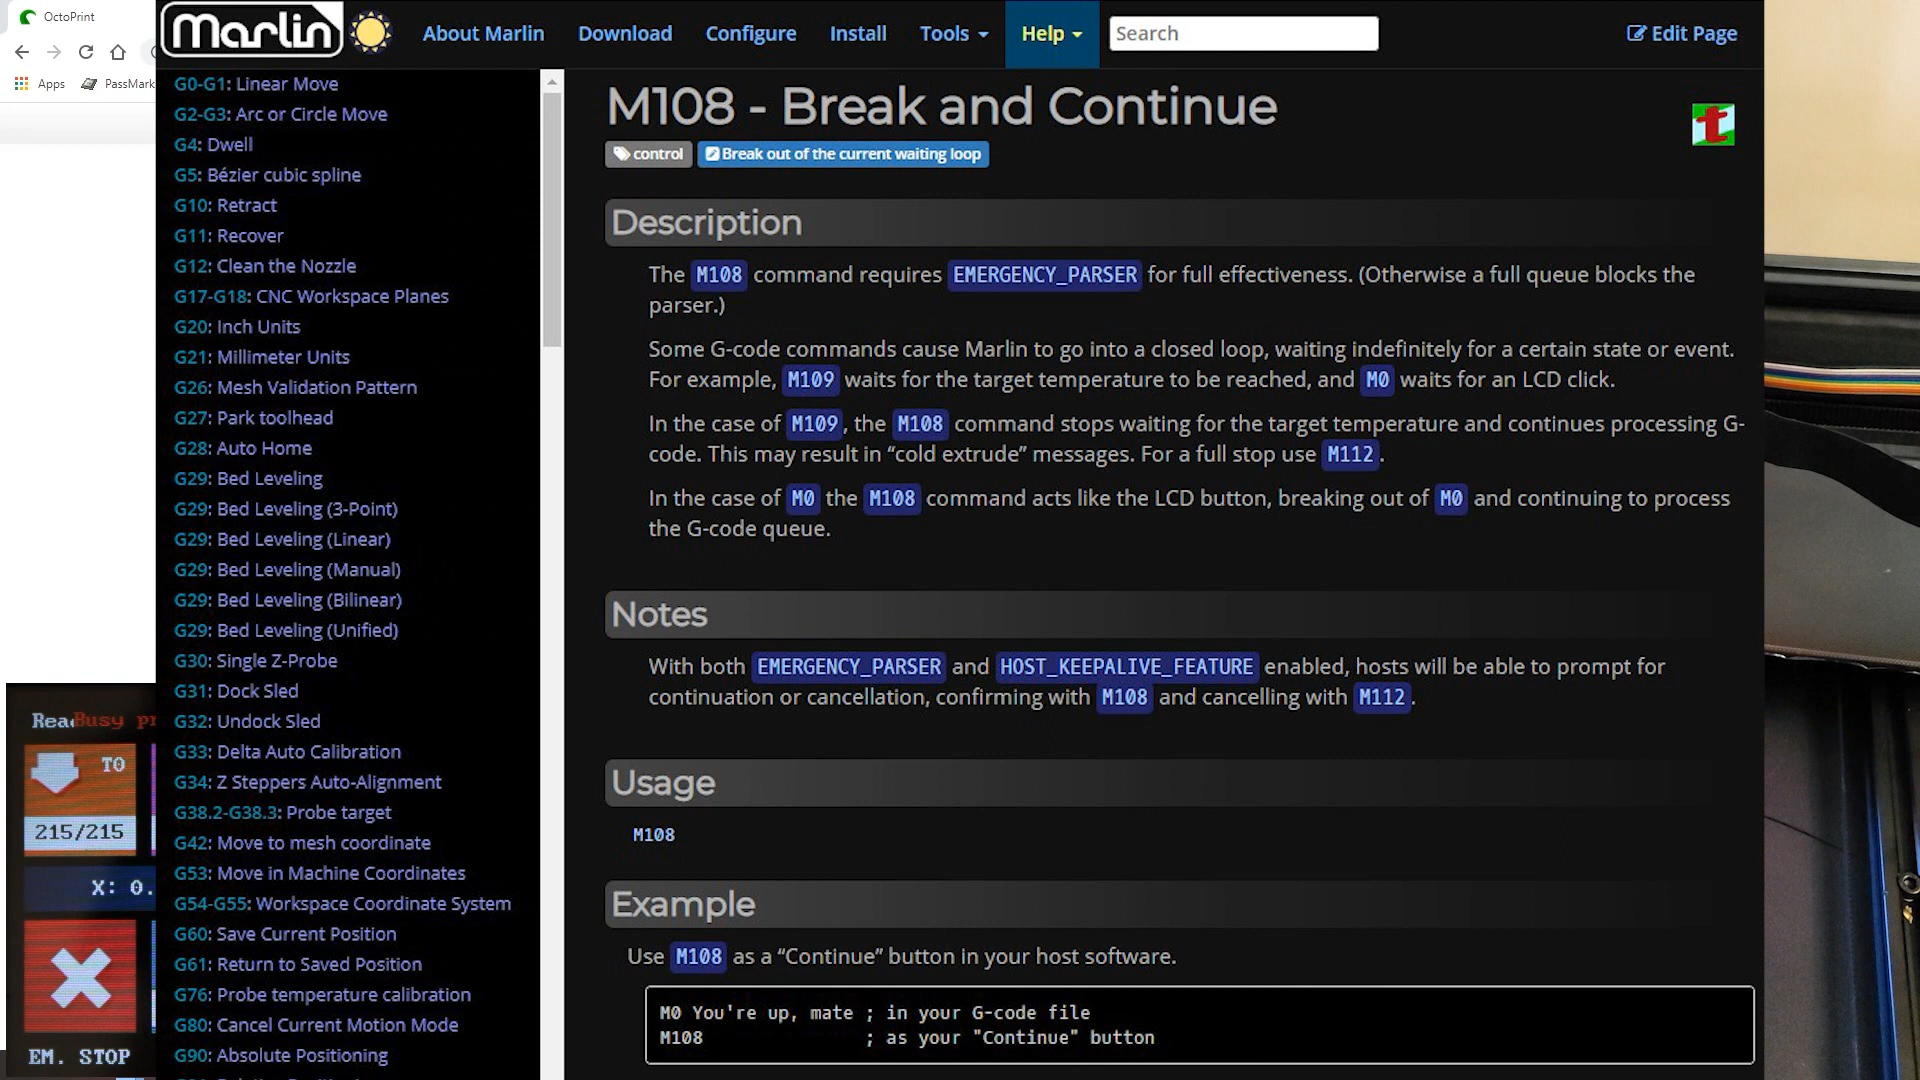 OctoPrint
Apps PassMark
Marlin
About Marlin Download Configure Install Tools Help Search Edit Page
G0-G1: Linear Move
G2-G3: Arc or Circle Move
G4: Dwell
G5: Bézier cubic spline
G10: Retract
G11: Recover
G12: Clean the Nozzle
G17-G18: CNC Workspace Planes
G20: Inch Units
G21: Millimeter Units
G26: Mesh Validation Pattern
G27: Park toolhead
G28: Auto Home
G29: Bed Leveling
G29: Bed Leveling (3-Point)
G29: Bed Leveling (Linear)
G29: Bed Leveling (Manual)
G29: Bed Leveling (Bilinear)
G29: Bed Leveling (Unified)
G30: Single Z-Probe
G31: Dock Sled
G32: Undock Sled
G33: Delta Auto Calibration
G34: Z Steppers Auto-Alignment
G38.2-G38.3: Probe target
G42: Move to mesh coordinate
G53: Move in Machine Coordinates
G54-G55: Workspace Coordinate System
G60: Save Current Position
G61: Return to Saved Position
G76: Probe temperature calibration
G80: Cancel Current Motion Mode
G90: Absolute Positioning
M108 - Break and Continue
t
control Break out of the current waiting loop
Description
The M108 command requires EMERGENCY_PARSER for full effectiveness. (Otherwise a full queue blocks the
parser.)
Some G-code commands cause Marlin to go into a closed loop, waiting indefinitely for a certain state or event.
For example, M109 waits for the target temperature to be reached, and M0 waits for an LCD click.
In the case of M109, the M108 command stops waiting for the target temperature and continues processing G-
code. This may result in “cold extrude” messages. For a full stop use M112.
In the case of M0 the M108 command acts like the LCD button, breaking out of M0 and continuing to process
the G-code queue.
Notes
With both EMERGENCY_PARSER and HOST_KEEPALIVE_FEATURE enabled, hosts will be able to prompt for
continuation or cancellation, confirming with M108 and cancelling with M112.
Usage
M108
Example
Use M108 as a “Continue” button in your host software.
M0 You're up, mate ; in your G-code file
M108 ; as your "Continue" button
Busy
T0
215/215
X: 0.
EM. STOP